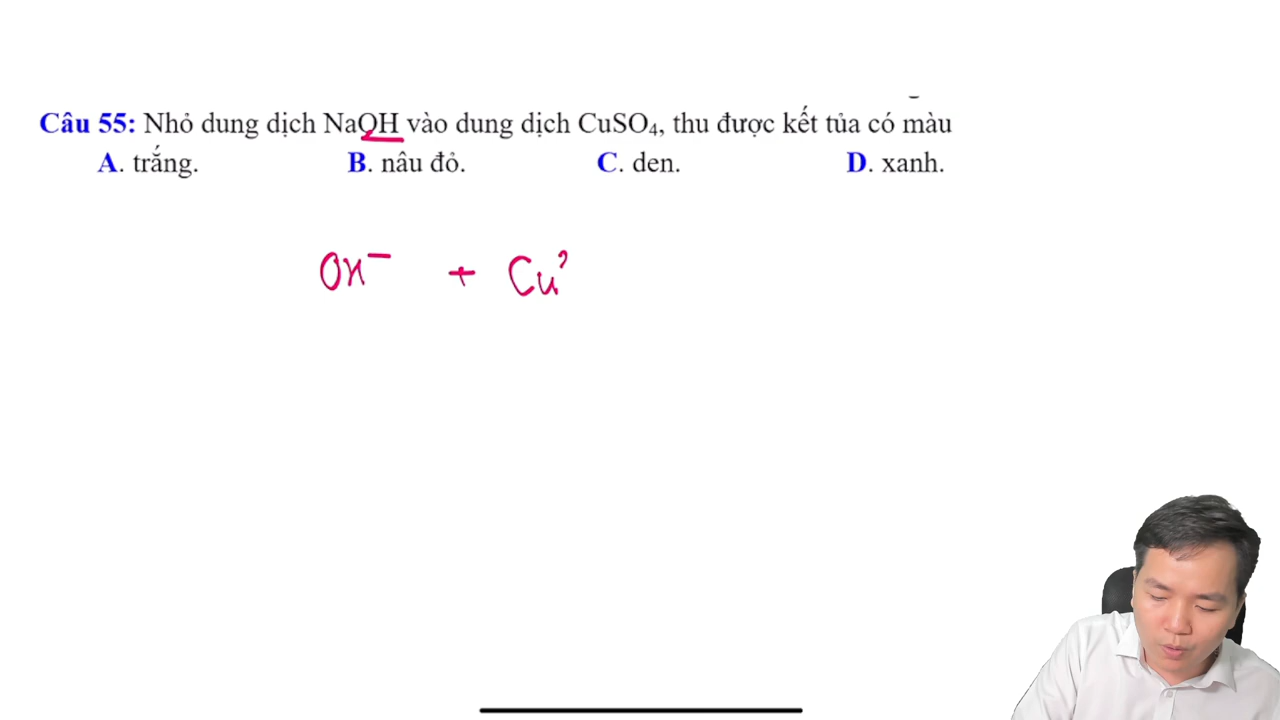 Câu 55: Nhỏ dung dịch NaOH vào dung dịch CuSO₄, thu được kết tủa có màu
A. trắng. B. nâu đỏ. C. den. D. xanh.
OH⁻ + Cu²